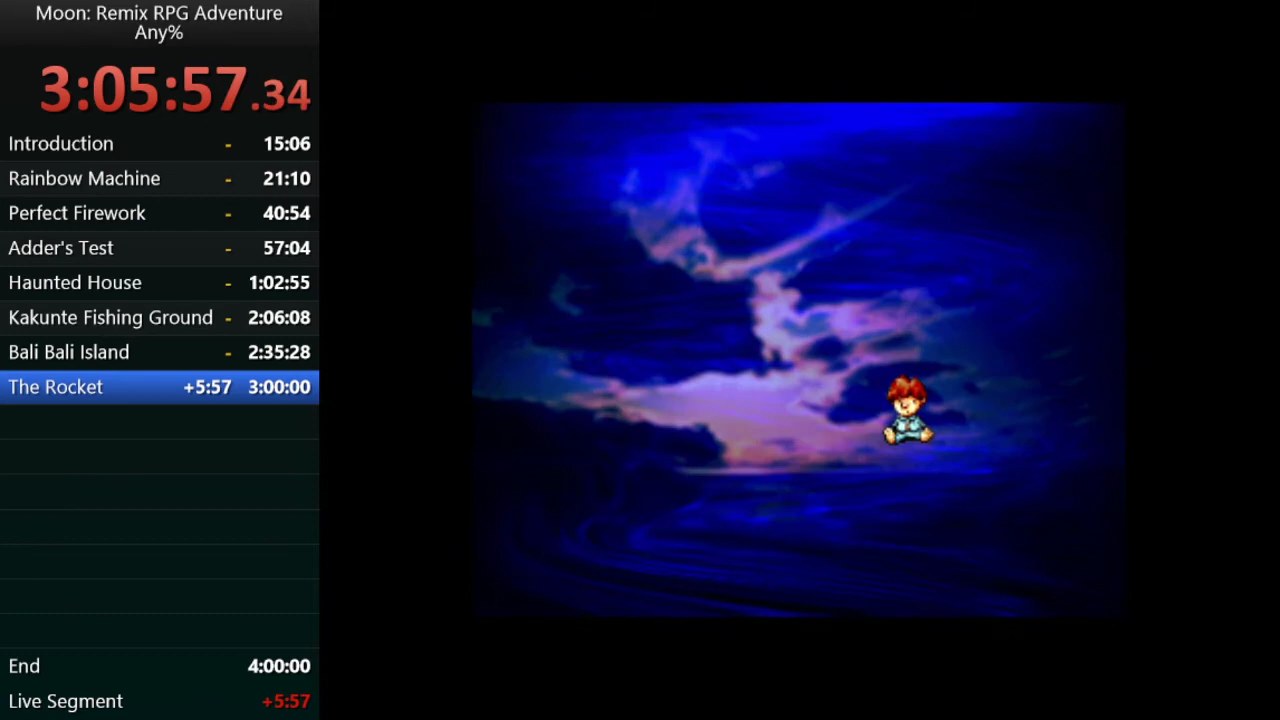 Moon: Remix RPG Adventure
Any%
3:05:57.34
Introduction - 15:06
Rainbow Machine - 21:10
Perfect Firework - 40:54
Adder's Test - 57:04
Haunted House - 1:02:55
Kakunte Fishing Ground - 2:06:08
Bali Bali Island - 2:35:28
The Rocket +5:57 3:00:00
End 4:00:00
Live Segment +5:57